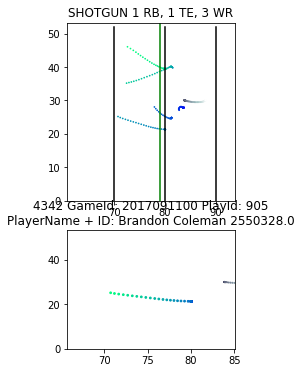 SHOTGUN 1 RB, 1 TE, 3 WR
50
40
30
20
10
0
70 80 90
4342 GameId: 2017091100 PlayId: 905
PlayerName + ID: Brandon Coleman 2550328.0
40
20
0
70 75 80 85